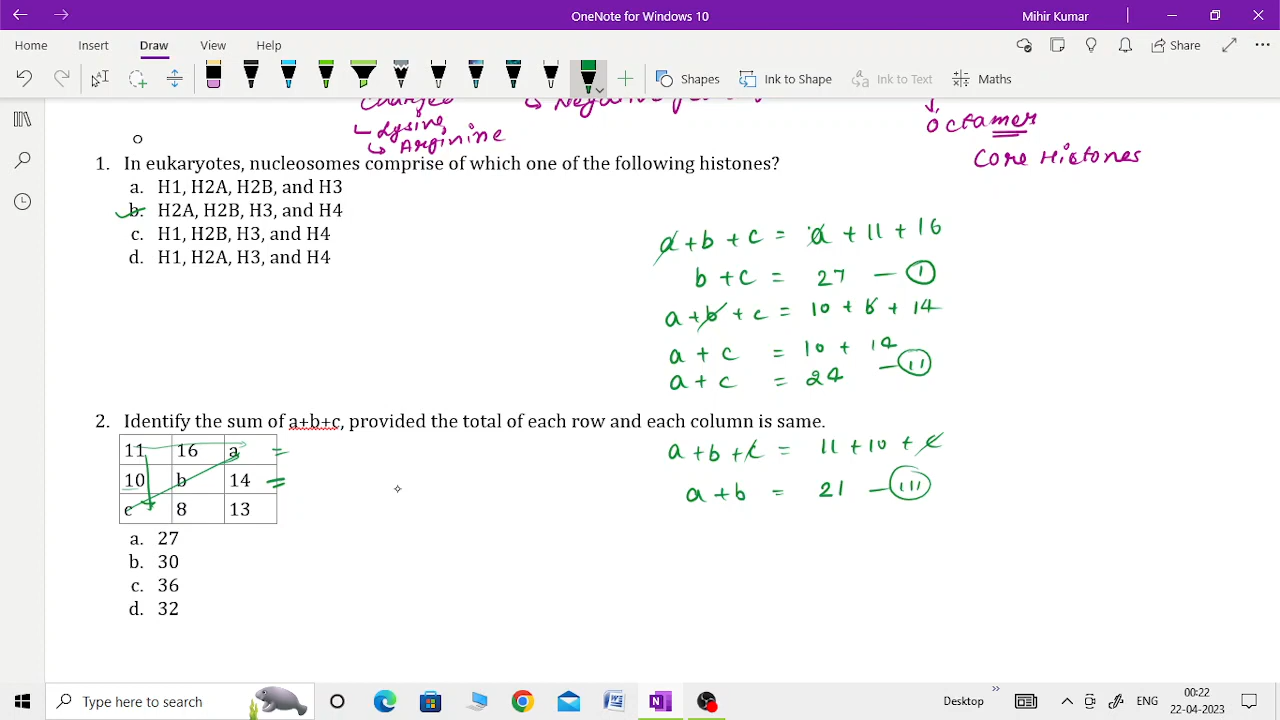 OneNote for Windows 10
Mihir Kumar
Home Insert Draw View Help
Share
Shapes
Ink to Shape
Ink to Text
Maths
Lysine,
Arginine
Octamer
Core Histones
1. In eukaryotes, nucleosomes comprise of which one of the following histones?
a. H1, H2A, H2B, and H3
b. H2A, H2B, H3, and H4
c. H1, H2B, H3, and H4
d. H1, H2A, H3, and H4
a + b + c = a + 11 + 16
b + c = 27 — 1
a + b + c = 10 + b + 14
a + c = 10 + 14
a + c = 24 — 11
2. Identify the sum of a+b+c, provided the total of each row and each column is same.
11 16 a =
10 b 14 =
c 8 13
a + b + c = 11 + 10 + c
a + b = 21 — 111
a. 27
b. 30
c. 36
d. 32
Type here to search
Desktop
»
ENG
00:22
22-04-2023